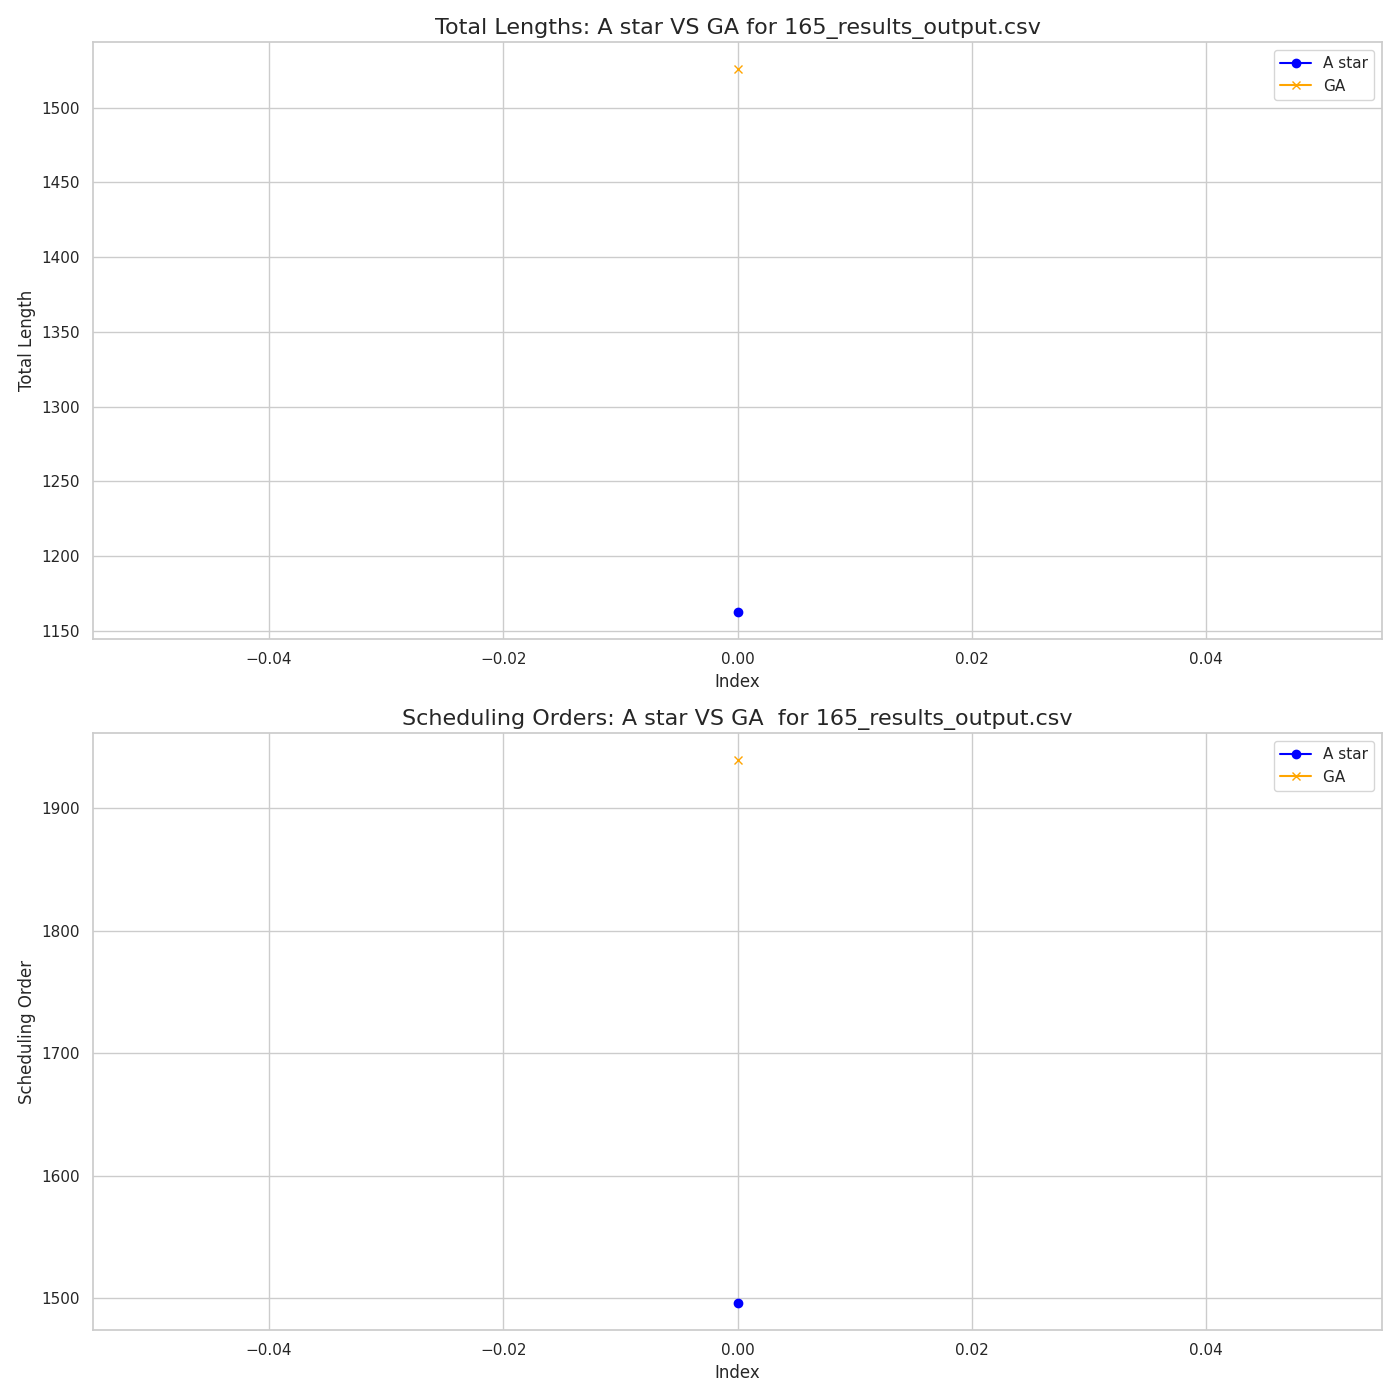 Total Lengths: A star VS GA for 165_results_output.csv
A star
GA
1500
1450
1400
1350
1300
1250
1200
1150
Total Length
−0.04
−0.02
0.00
0.02
0.04
Index
Scheduling Orders: A star VS GA  for 165_results_output.csv
A star
GA
1900
1800
1700
1600
1500
Scheduling Order
−0.04
−0.02
0.00
0.02
0.04
Index